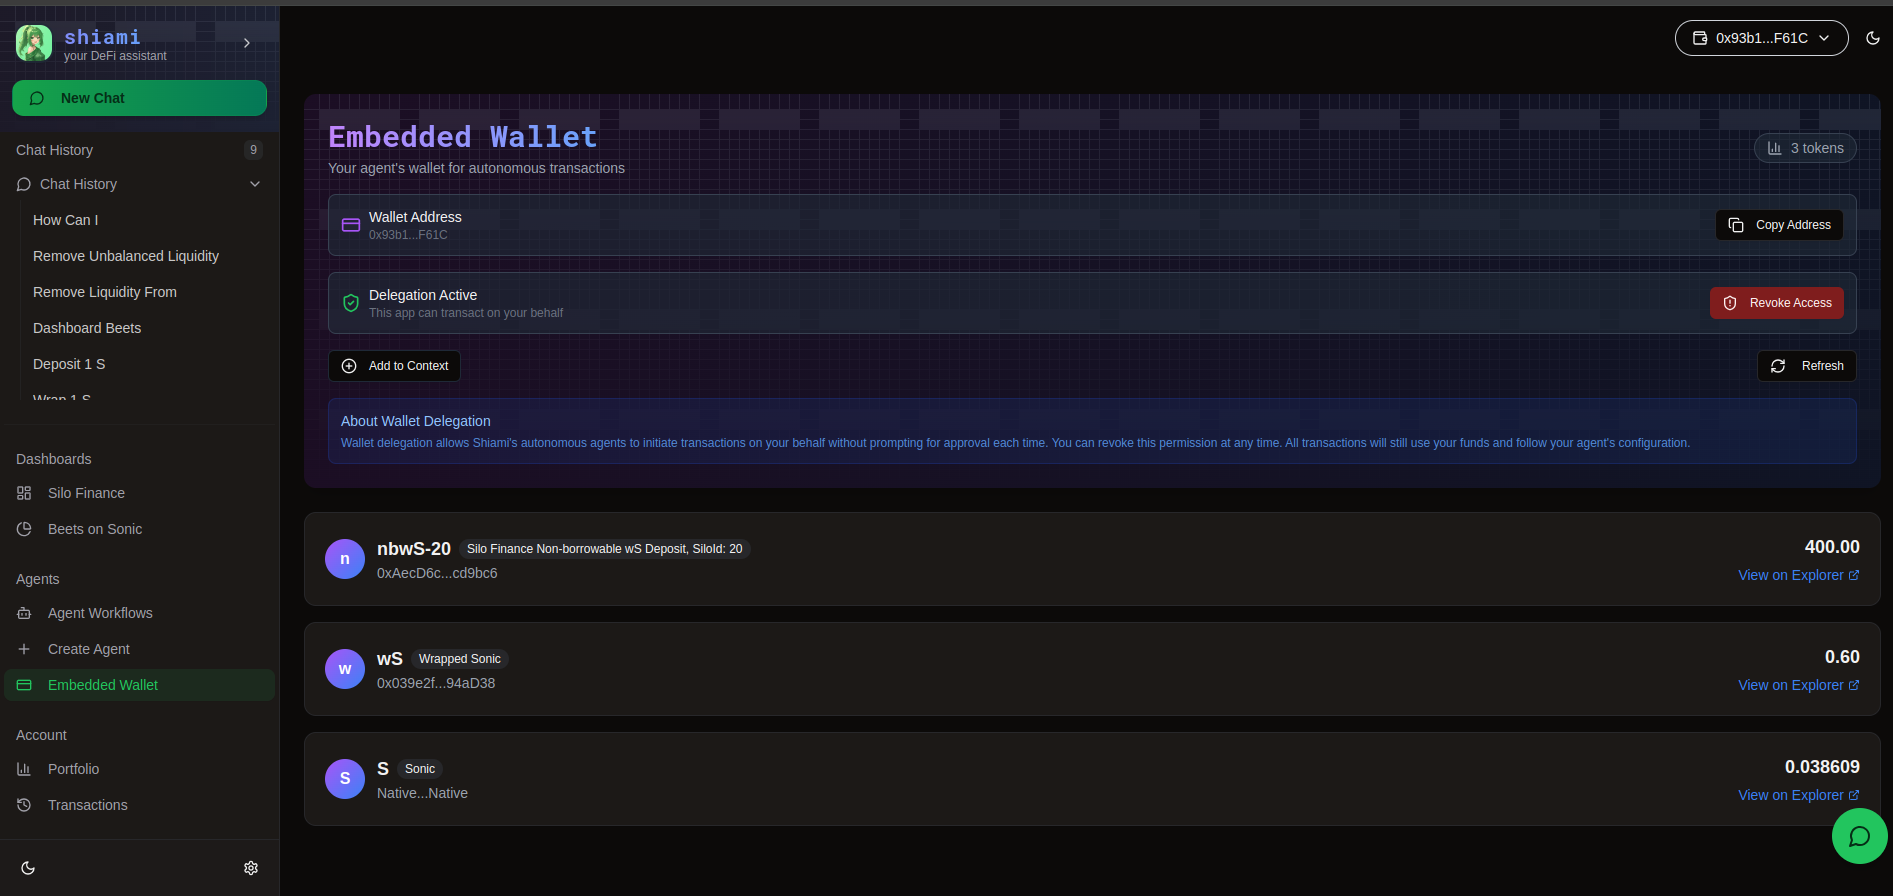 shiami
your DeFi assistant
New Chat
Chat History
9
Chat History
How Can I
Remove Unbalanced Liquidity
Remove Liquidity From
Dashboard Beets
Deposit 1 S
Wrap 1 S
Dashboards
Silo Finance
Beets on Sonic
Agents
Agent Workflows
Create Agent
Embedded Wallet
Account
Portfolio
Transactions
0x93b1...F61C
Embedded Wallet
Your agent's wallet for autonomous transactions
3 tokens
Wallet Address
0x93b1...F61C
Copy Address
Delegation Active
This app can transact on your behalf
Revoke Access
Add to Context
Refresh
About Wallet Delegation
Wallet delegation allows Shiami's autonomous agents to initiate transactions on your behalf without prompting for approval each time. You can revoke this permission at any time. All transactions will still use your funds and follow your agent's configuration.
n
nbwS-20 Silo Finance Non-borrowable wS Deposit, SiloId: 20
0xAecD6c...cd9bc6
400.00
View on Explorer
w
wS Wrapped Sonic
0x039e2f...94aD38
0.60
View on Explorer
S
S Sonic
Native...Native
0.038609
View on Explorer